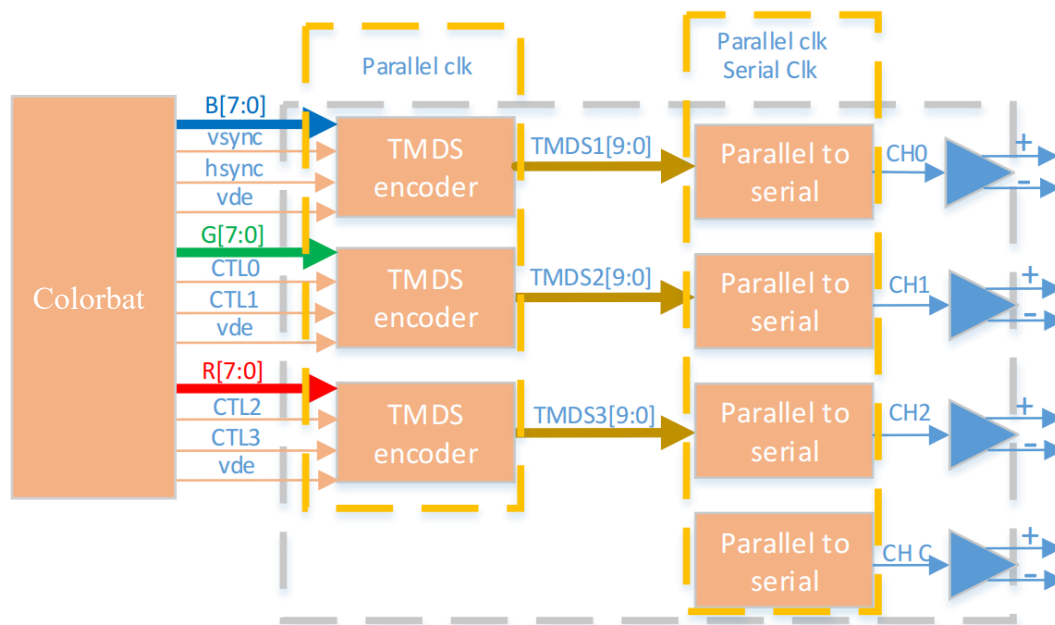 Parallel clk
Parallel clk
Serial Clk
Colorbat
B[7:0]
vsync
hsync
vde
G[7:0]
CTL0
CTL1
vde
R[7:0]
CTL2
CTL3
vde
TMDS
encoder
TMDS
encoder
TMDS
encoder
TMDS1[9:0]
TMDS2[9:0]
TMDS3[9:0]
Parallel to
serial
Parallel to
serial
Parallel to
serial
Parallel to
serial
CH0
CH1
CH2
CH C
+
-
+
-
+
-
+
-